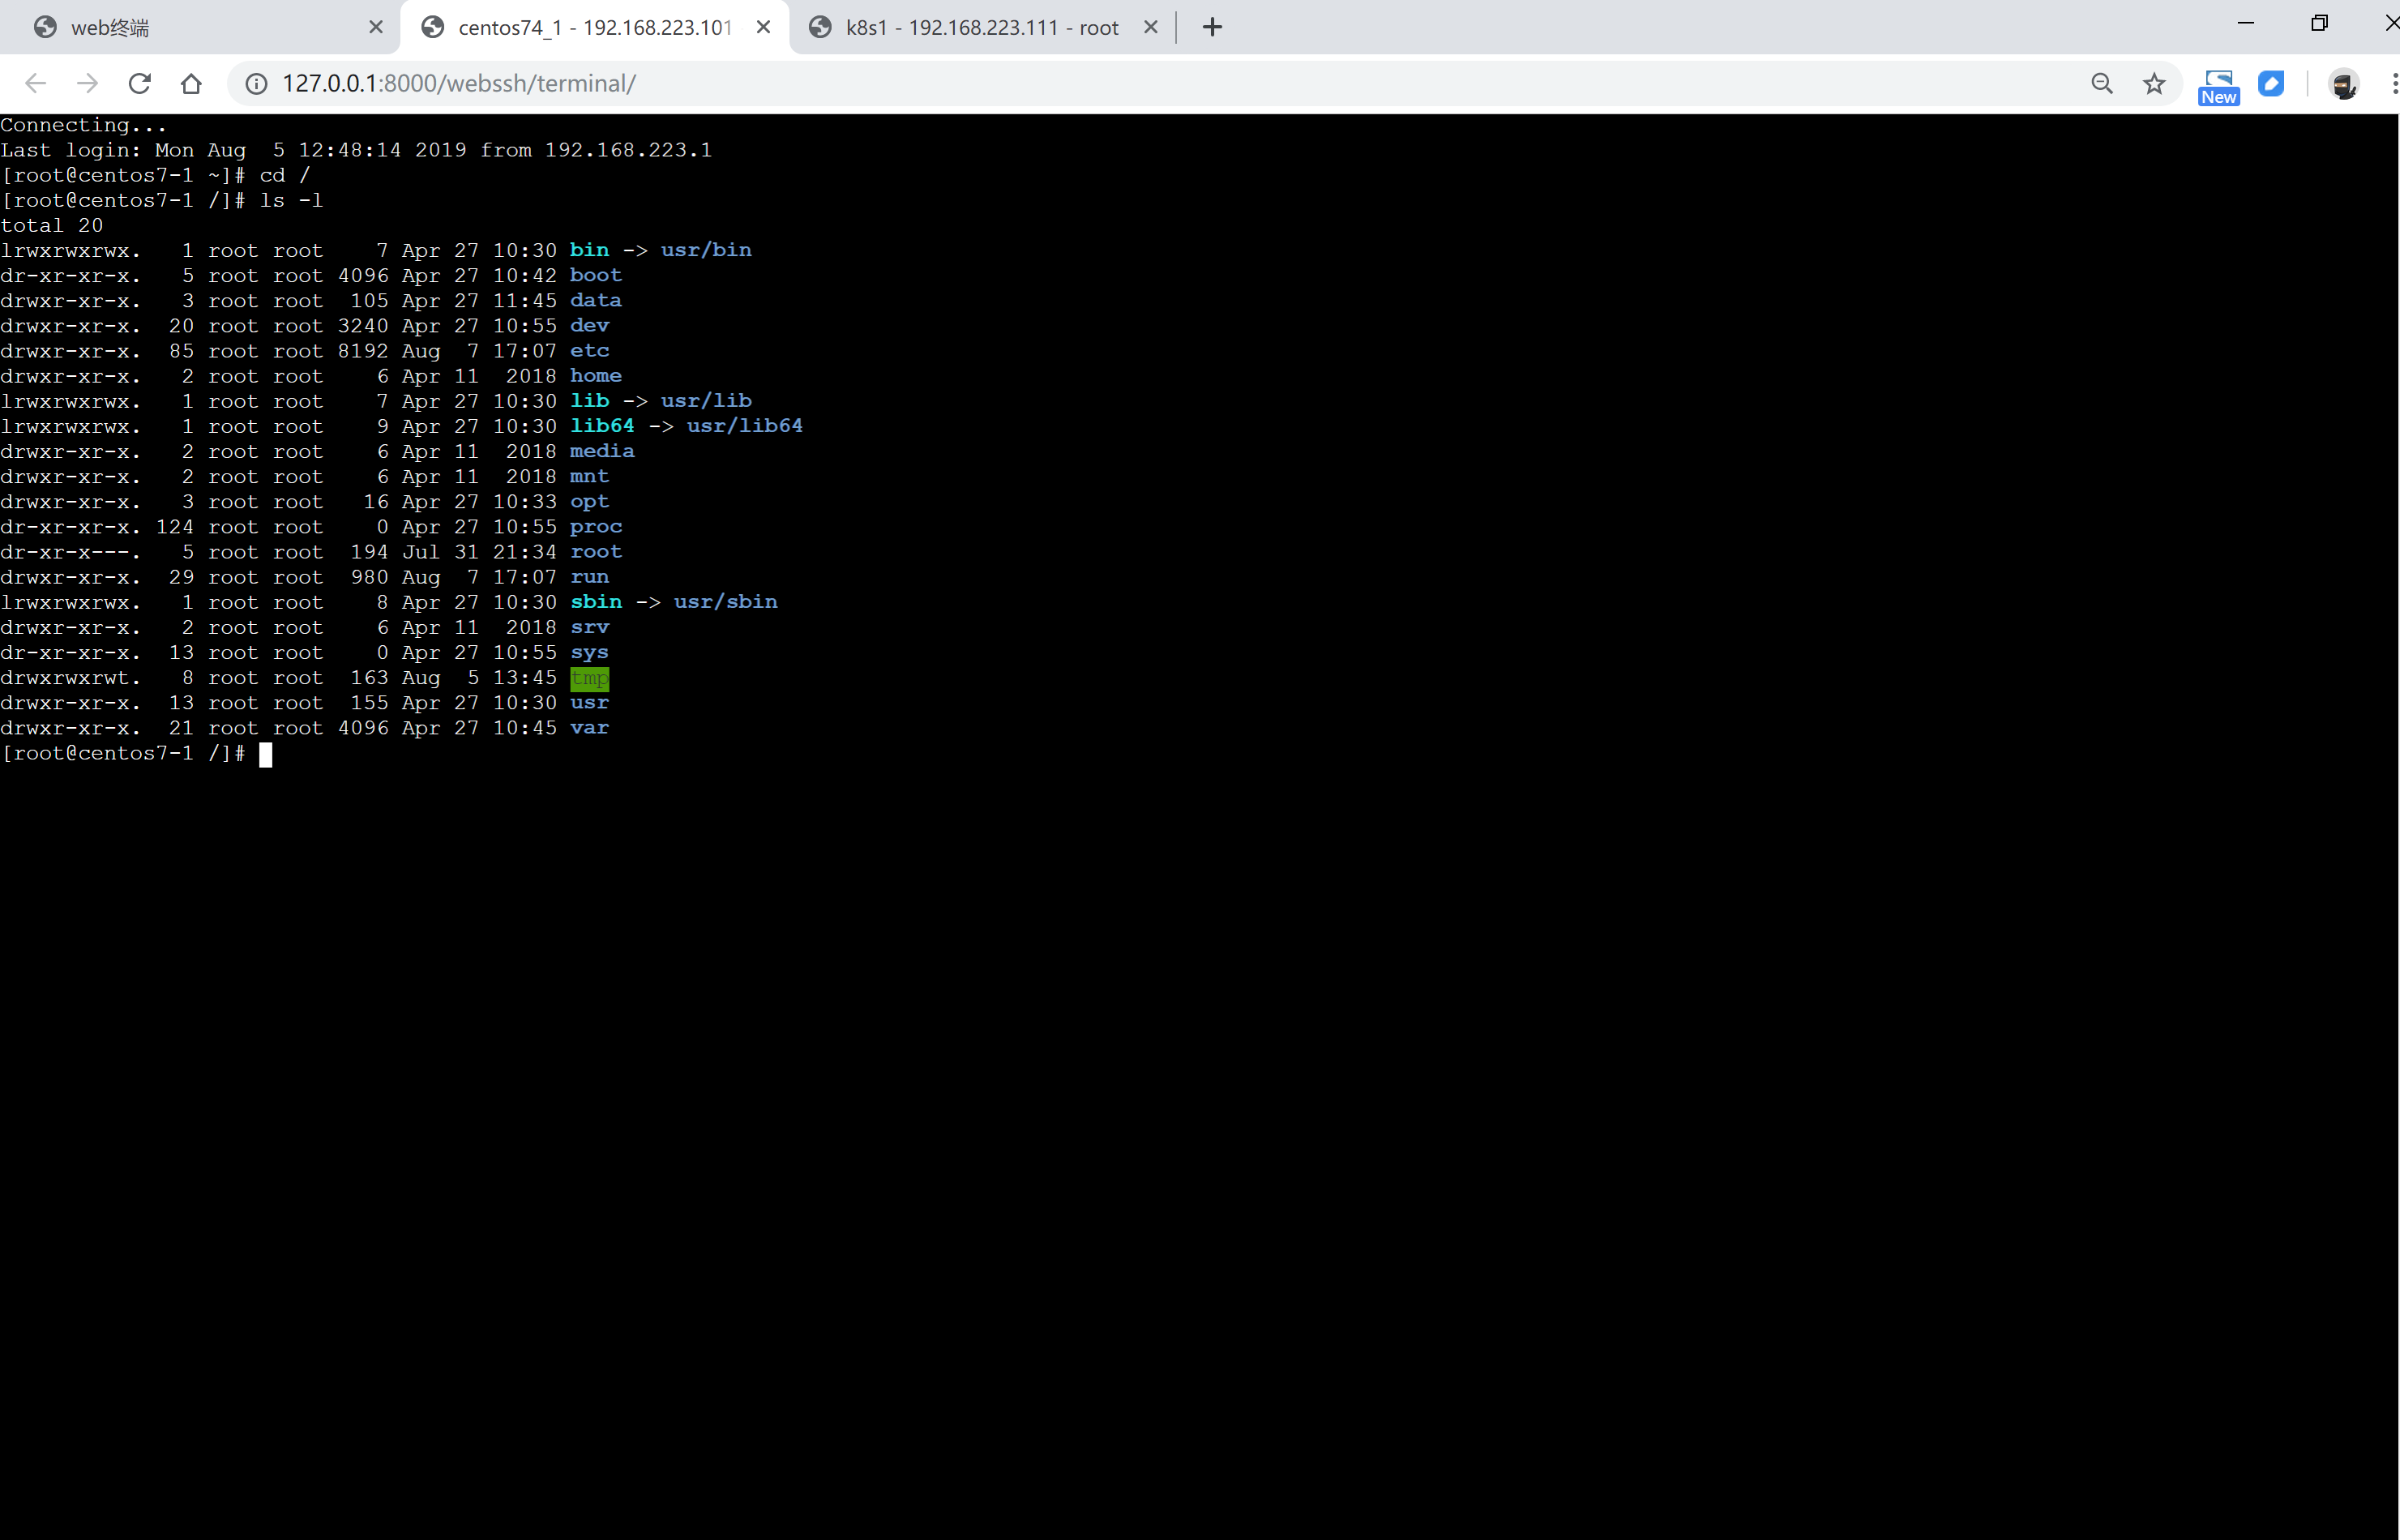 web终端
centos74_1 - 192.168.223.101
k8s1 - 192.168.223.111 - root
127.0.0.1:8000/webssh/terminal/
New
Connecting...
Last login: Mon Aug  5 12:48:14 2019 from 192.168.223.1
[root@centos7-1 ~]# cd /
[root@centos7-1 /]# ls -l
total 20
lrwxrwxrwx.   1 root root    7 Apr 27 10:30 bin -> usr/bin
dr-xr-xr-x.   5 root root 4096 Apr 27 10:42 boot
drwxr-xr-x.   3 root root  105 Apr 27 11:45 data
drwxr-xr-x.  20 root root 3240 Apr 27 10:55 dev
drwxr-xr-x.  85 root root 8192 Aug  7 17:07 etc
drwxr-xr-x.   2 root root    6 Apr 11  2018 home
lrwxrwxrwx.   1 root root    7 Apr 27 10:30 lib -> usr/lib
lrwxrwxrwx.   1 root root    9 Apr 27 10:30 lib64 -> usr/lib64
drwxr-xr-x.   2 root root    6 Apr 11  2018 media
drwxr-xr-x.   2 root root    6 Apr 11  2018 mnt
drwxr-xr-x.   3 root root   16 Apr 27 10:33 opt
dr-xr-xr-x. 124 root root    0 Apr 27 10:55 proc
dr-xr-x---.   5 root root  194 Jul 31 21:34 root
drwxr-xr-x.  29 root root  980 Aug  7 17:07 run
lrwxrwxrwx.   1 root root    8 Apr 27 10:30 sbin -> usr/sbin
drwxr-xr-x.   2 root root    6 Apr 11  2018 srv
dr-xr-xr-x.  13 root root    0 Apr 27 10:55 sys
drwxrwxrwt.   8 root root  163 Aug  5 13:45 tmp
drwxr-xr-x.  13 root root  155 Apr 27 10:30 usr
drwxr-xr-x.  21 root root 4096 Apr 27 10:45 var
[root@centos7-1 /]#